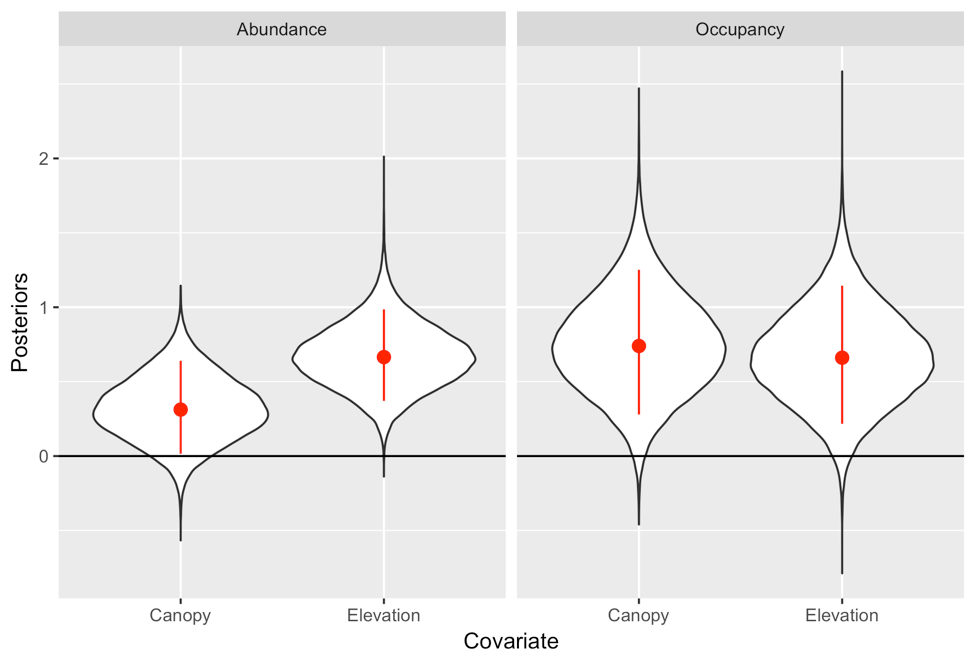 Abundance
Occupancy
Posteriors
2
1
0
Canopy
Elevation
Canopy
Elevation
Covariate